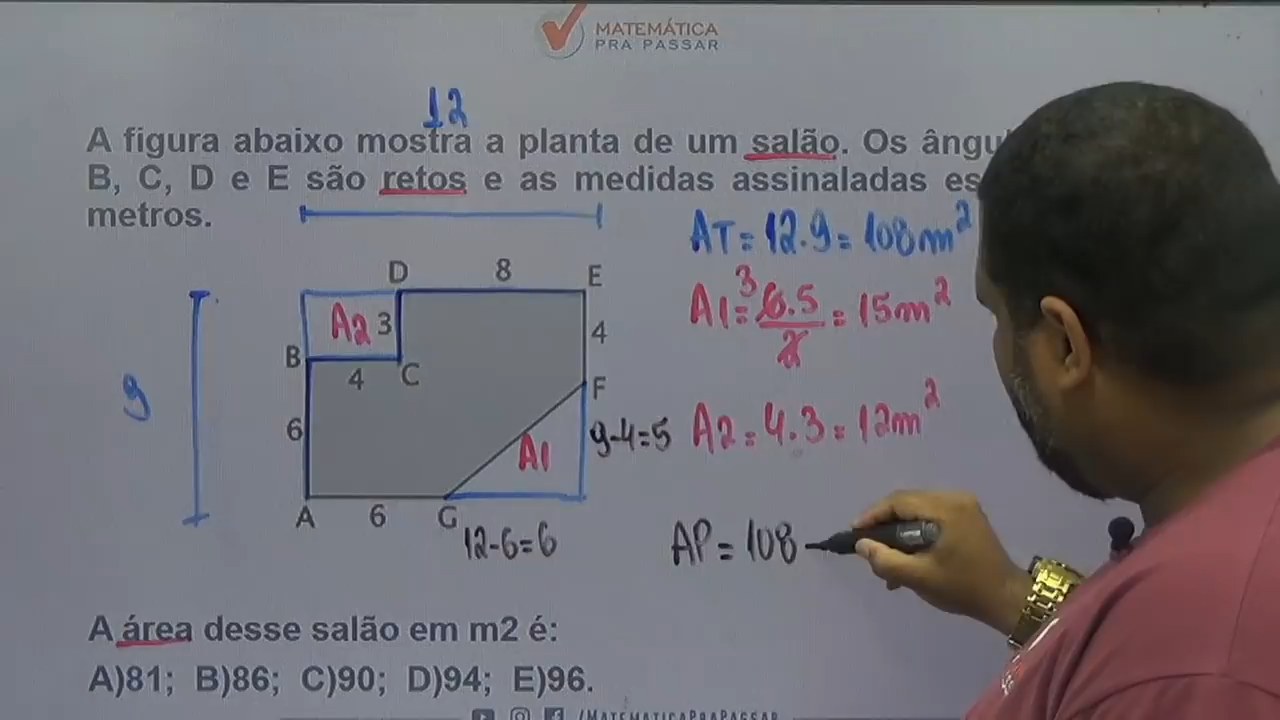 MATEMÁTICA
PRA PASSAR
12
A figura abaixo mostra a planta de um salão. Os
B, C, D e E são retos e as medidas assinaladas
metros.
AT = 12.9 = 108m²
D 8 E
A2 3
A1 = 3 6.5 / 2 = 15m²
4
B
4 C
9
F
6
9-4=5
A2 = 4.3 = 12m²
A1
A 6 G
12-6=6
AP = 108 -
A área desse salão em m2 é:
A)81; B)86; C)90; D)94; E)96.
/MATEMATICAPRAPASSAR